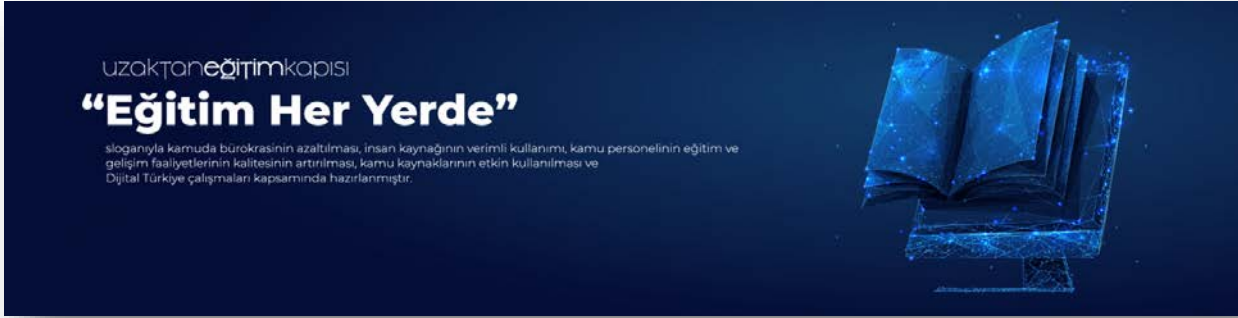 uzaktaneğitimkapısı
“Eğitim Her Yerde”
sloganıyla kamuda bürokrasinin azaltılması, insan kaynağının verimli kullanımı, kamu personelinin eğitim ve
gelişim faaliyetlerinin kalitesinin artırılması, kamu kaynaklarının etkin kullanılması ve
Dijital Türkiye çalışmaları kapsamında hazırlanmıştır.